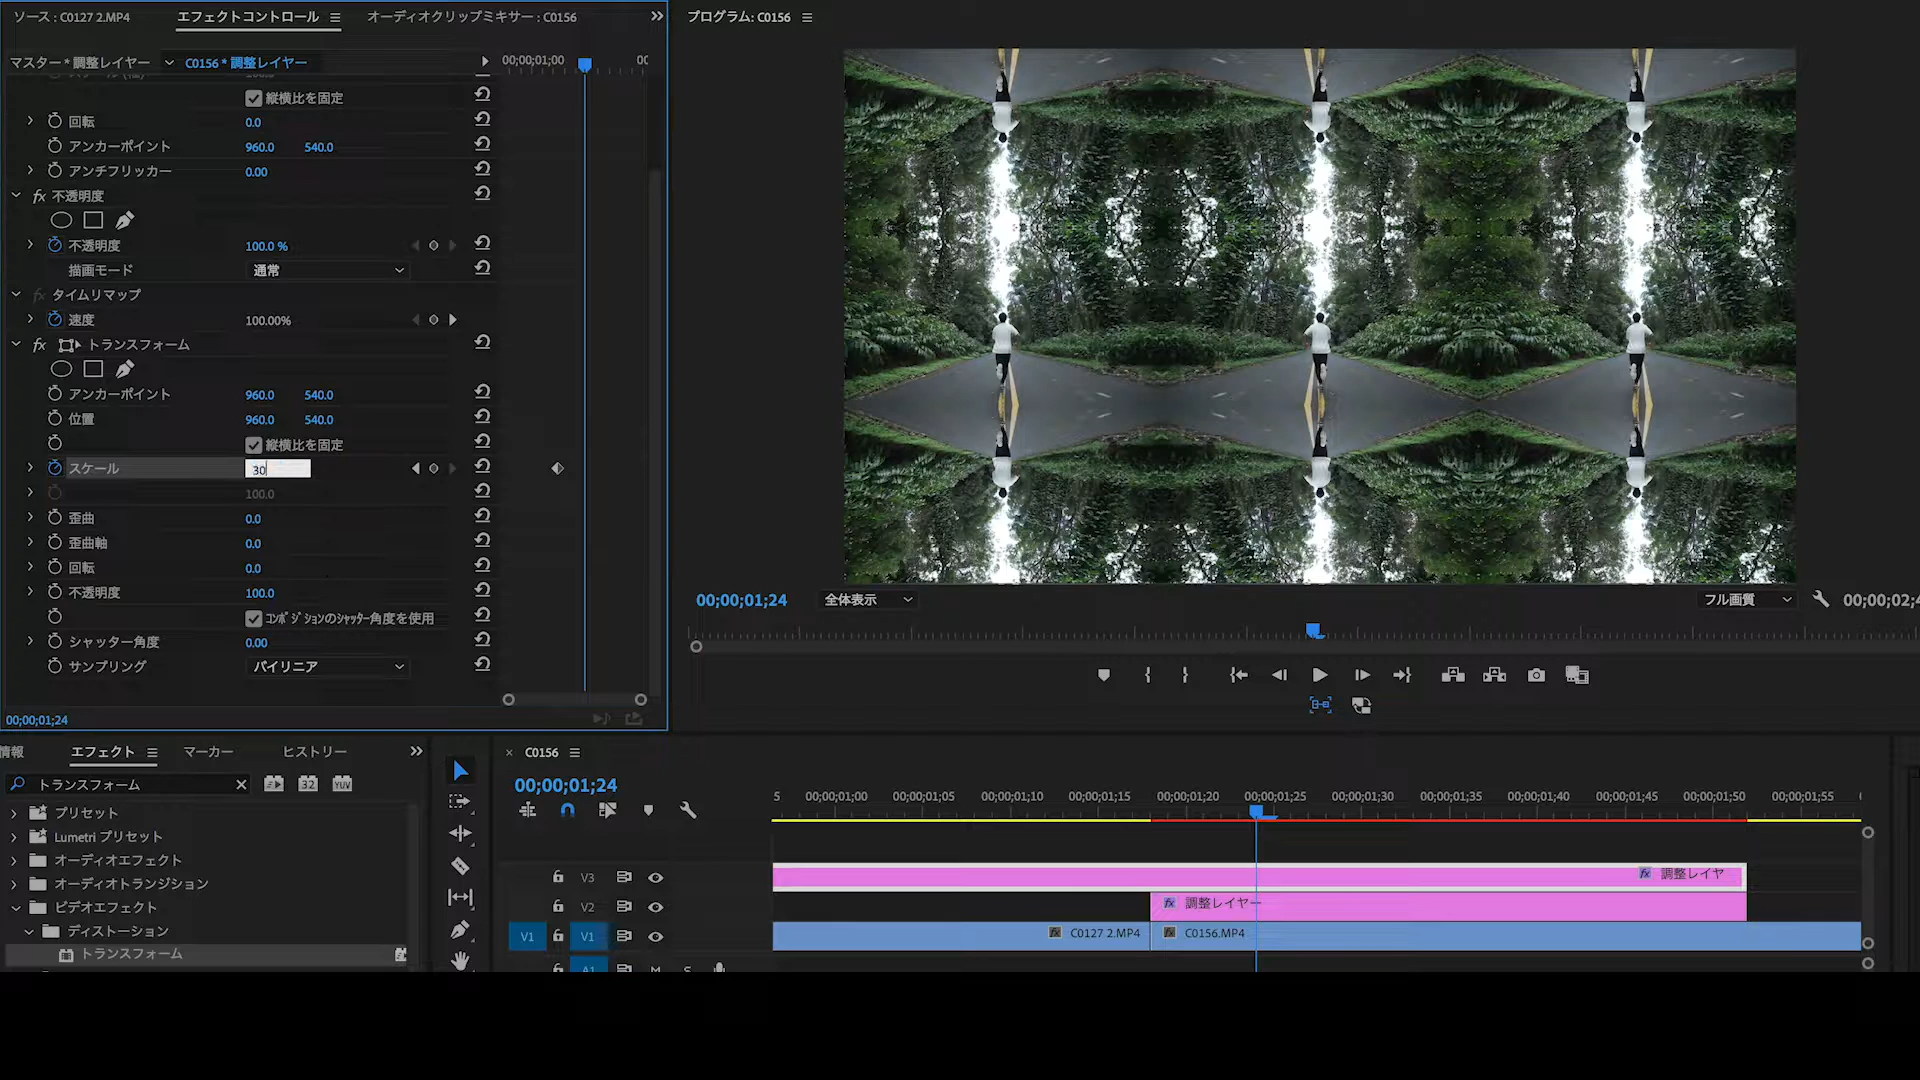 ソース : C0127 2.MP4
エフェクトコントロール
オーディオクリップミキサー : C0156
マスター * 調整レイヤー
C0156 * 調整レイヤー
00;00;01;00
縦横比を固定
回転 0.0
アンカーポイント 960.0 540.0
アンチフリッカー 0.00
fx 不透明度
不透明度 100.0 %
描画モード 通常
fx タイムリマップ
速度 100.00%
fx トランスフォーム
アンカーポイント 960.0 540.0
位置 960.0 540.0
縦横比を固定
スケール 30
100.0
歪曲 0.0
歪曲軸 0.0
回転 0.0
不透明度 100.0
コンポジションのシャッター角度を使用
シャッター角度 0.00
サンプリング バイリニア
00;00;01;24
プログラム: C0156
00;00;01;24
全体表示
フル画質
00;00;02;4
情報
エフェクト
マーカー
ヒストリー
トランスフォーム
32
YUV
プリセット
Lumetri プリセット
オーディオエフェクト
オーディオトランジション
ビデオエフェクト
ディストーション
トランスフォーム
× C0156
00;00;01;24
5 00;00;01;00 00;00;01;05 00;00;01;10 00;00;01;15 00;00;01;20 00;00;01;25 00;00;01;30 00;00;01;35 00;00;01;40 00;00;01;45 00;00;01;50 00;00;01;55
V3
fx 調整レイヤ
V2
fx 調整レイヤー
V1 V1
fx C0127 2.MP4
fx C0156.MP4
A1 M S